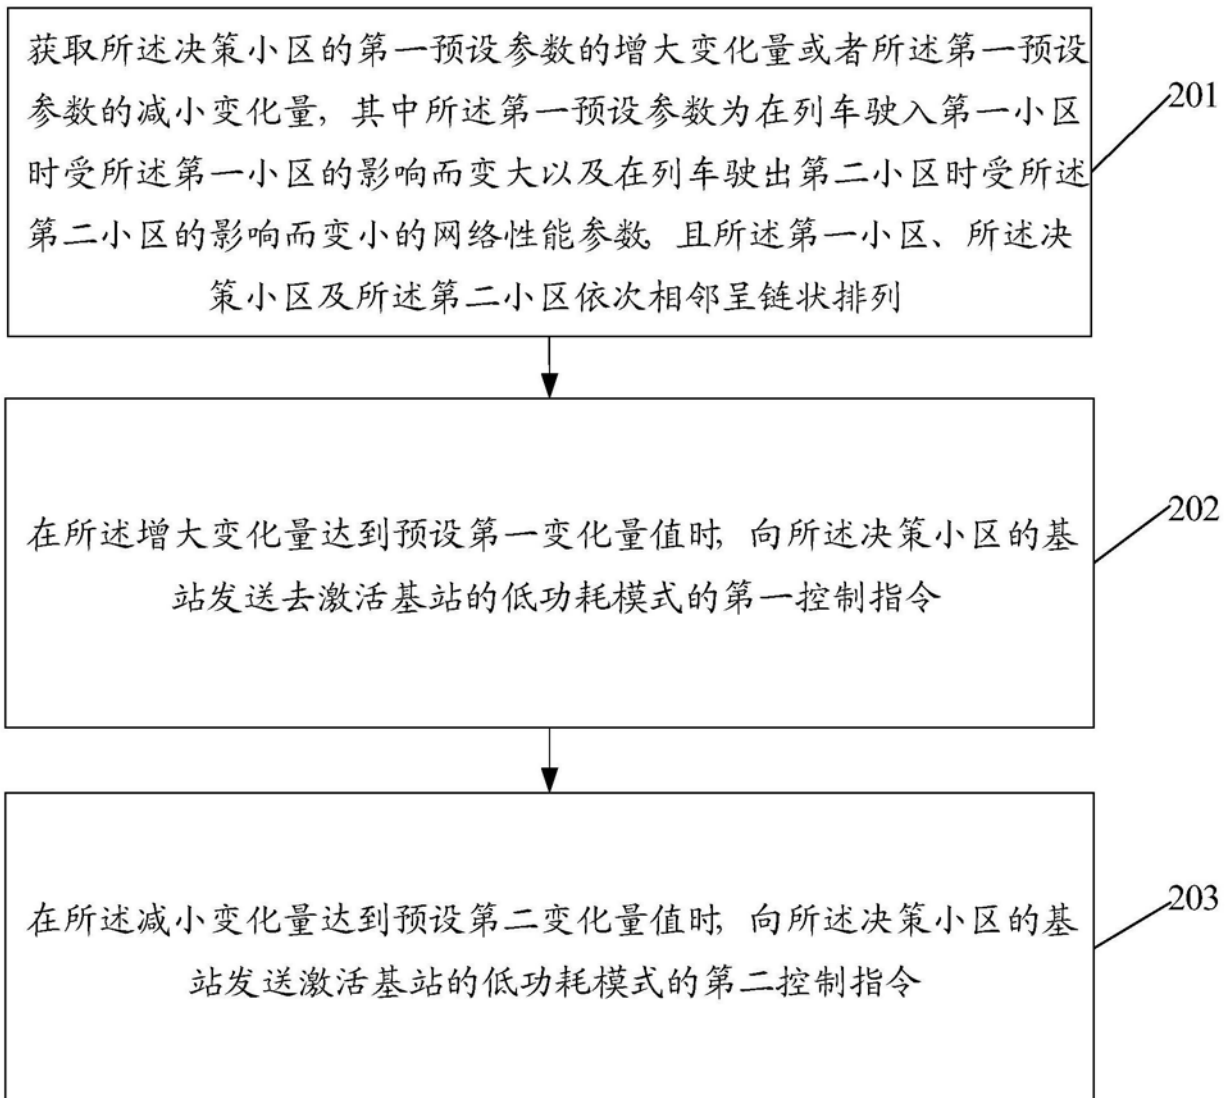 获取所述决策小区的第一预设参数的增大变化量或者所述第一预设
参数的减小变化量，其中所述第一预设参数为在列车驶入第一小区
时受所述第一小区的影响而变大以及在列车驶出第二小区时受所述
第二小区的影响而变小的网络性能参数，且所述第一小区、所述决
策小区及所述第二小区依次相邻呈链状排列
201
在所述增大变化量达到预设第一变化量值时，向所述决策小区的基
站发送去激活基站的低功耗模式的第一控制指令
202
在所述减小变化量达到预设第二变化量值时，向所述决策小区的基
站发送激活基站的低功耗模式的第二控制指令
203